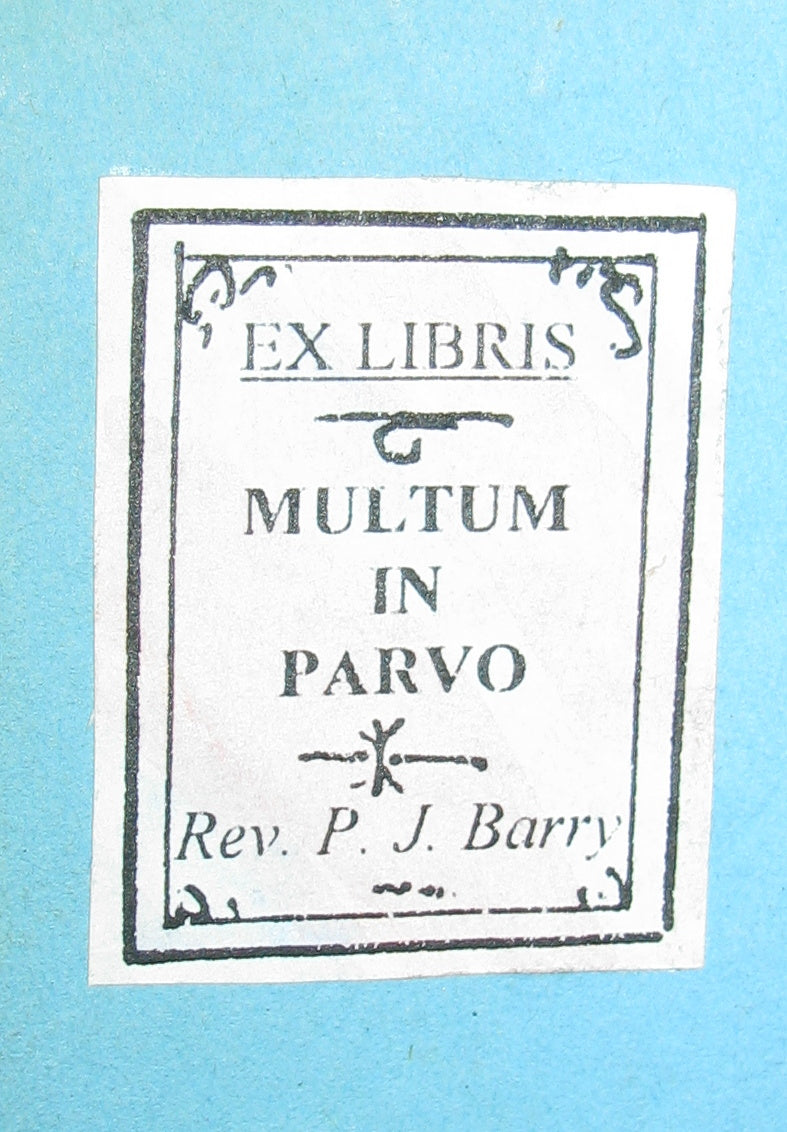 EX LIBRIS
MULTUM
IN
PARVO
Rev. P. J. Barry